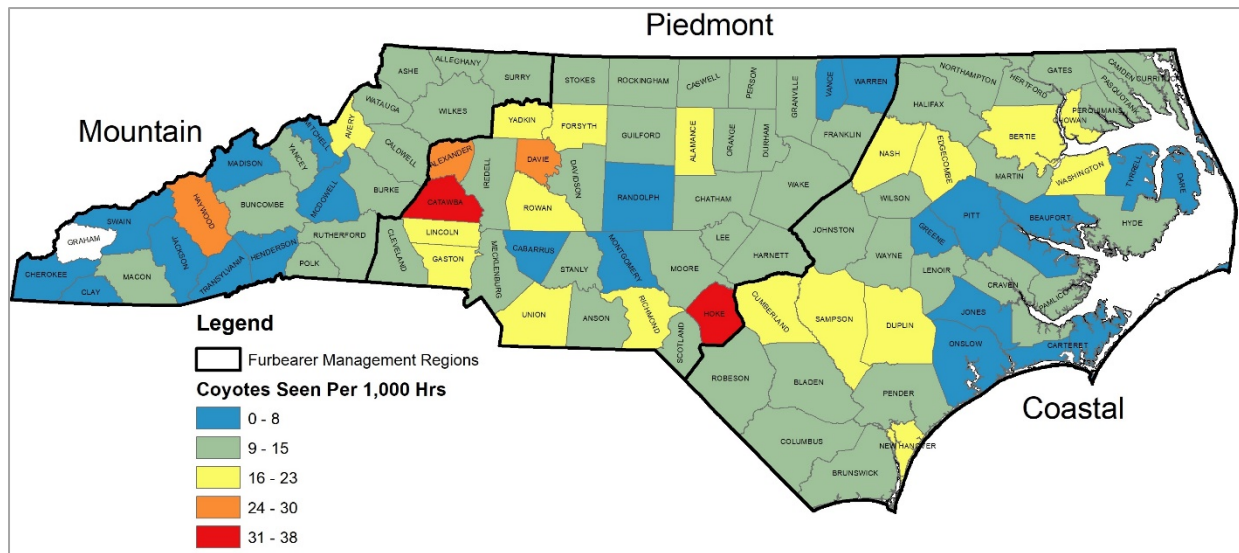 Piedmont
Mountain
Coastal
ASHE
ALLEGHANY
SURRY
STOKES
ROCKINGHAM
CASWELL
PERSON
GRANVILLE
VANCE
WARREN
NORTHAMPTON
HERTFORD
GATES
CAMDEN
PASQUOTANK
CURRITUCK
PERQUIMANS
CHOWAN
HALIFAX
BERTIE
WATAUGA
WILKES
YADKIN
FORSYTH
GUILFORD
ALAMANCE
ORANGE
DURHAM
FRANKLIN
NASH
EDGECOMBE
MARTIN
WASHINGTON
TYRRELL
DARE
AVERY
MITCHELL
MADISON
YANCEY
CALDWELL
ALEXANDER
IREDELL
DAVIE
DAVIDSON
RANDOLPH
CHATHAM
WAKE
WILSON
PITT
BEAUFORT
HYDE
HAYWOOD
BUNCOMBE
MCDOWELL
BURKE
CATAWBA
ROWAN
JOHNSTON
GREENE
SWAIN
GRAHAM
JACKSON
HENDERSON
TRANSYLVANIA
RUTHERFORD
POLK
CLEVELAND
LINCOLN
GASTON
MECKLENBURG
CABARRUS
STANLY
MONTGOMERY
MOORE
LEE
HARNETT
WAYNE
LENOIR
CRAVEN
PAMLICO
CHEROKEE
CLAY
MACON
UNION
ANSON
RICHMOND
SCOTLAND
HOKE
CUMBERLAND
SAMPSON
DUPLIN
JONES
ONSLOW
CARTERET
ROBESON
BLADEN
PENDER
COLUMBUS
NEW HANOVER
BRUNSWICK
Legend
Furbearer Management Regions
Coyotes Seen Per 1,000 Hrs
0 - 8
9 - 15
16 - 23
24 - 30
31 - 38